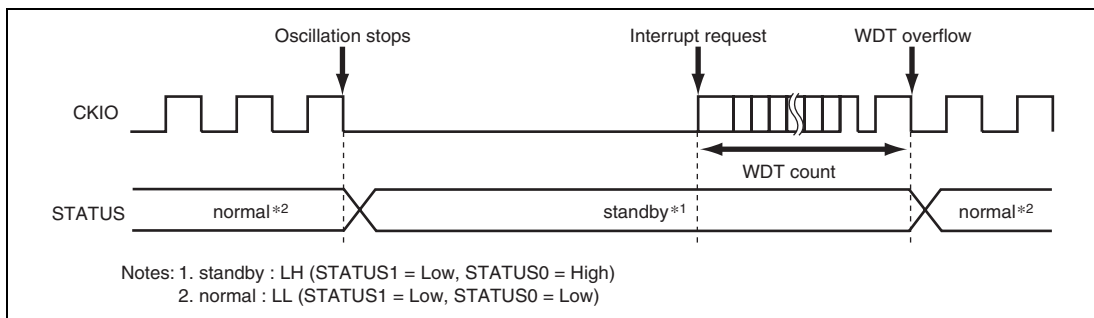 Oscillation stops Interrupt request WDT overflow
CKIO
WDT count
STATUS normal*2 standby*1 normal*2
Notes: 1. standby : LH (STATUS1 = Low, STATUS0 = High)
2. normal : LL (STATUS1 = Low, STATUS0 = Low)